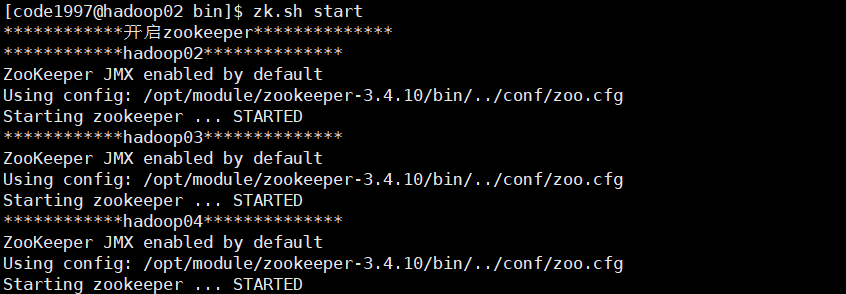 [code1997@hadoop02 bin]$ zk.sh start
************开启zookeeper**************
************hadoop02**************
ZooKeeper JMX enabled by default
Using config: /opt/module/zookeeper-3.4.10/bin/../conf/zoo.cfg
Starting zookeeper ... STARTED
************hadoop03**************
ZooKeeper JMX enabled by default
Using config: /opt/module/zookeeper-3.4.10/bin/../conf/zoo.cfg
Starting zookeeper ... STARTED
************hadoop04**************
ZooKeeper JMX enabled by default
Using config: /opt/module/zookeeper-3.4.10/bin/../conf/zoo.cfg
Starting zookeeper ... STARTED